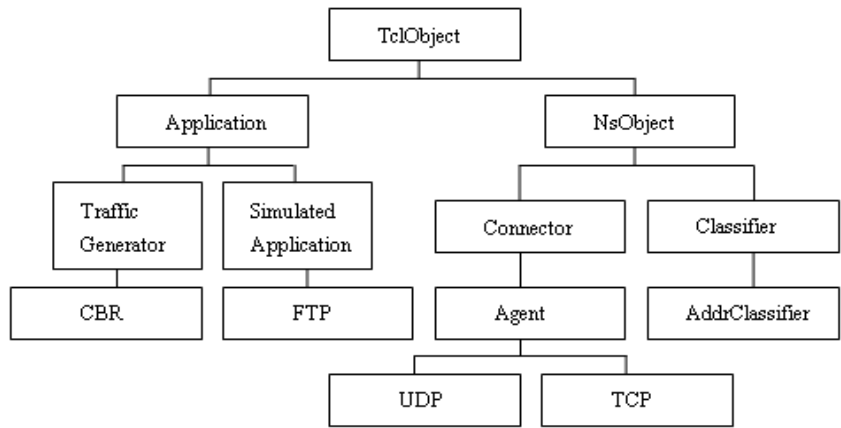 TclObject
Application
NsObject
Traffic
Generator
Simulated
Application
Connector
Classifier
CBR
FTP
Agent
AddrClassifier
UDP
TCP